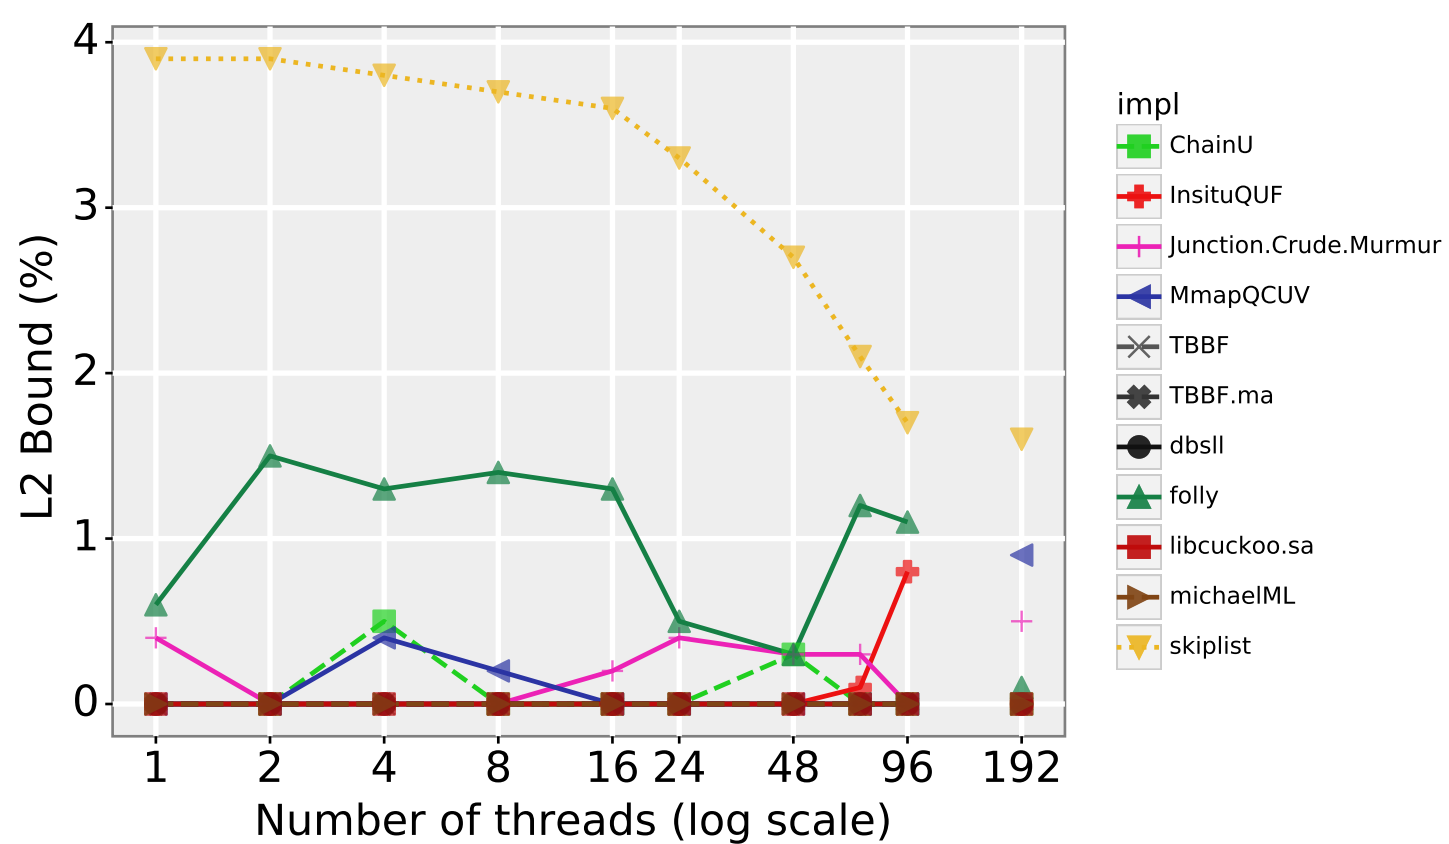 4
3
2
1
0
L2 Bound (%)
1 2 4 8 16 24 48 96 192
Number of threads (log scale)
impl
ChainU
InsituQUF
Junction.Crude.Murmur
MmapQCUV
TBBF
TBBF.ma
dbsll
folly
libcuckoo.sa
michaelML
skiplist